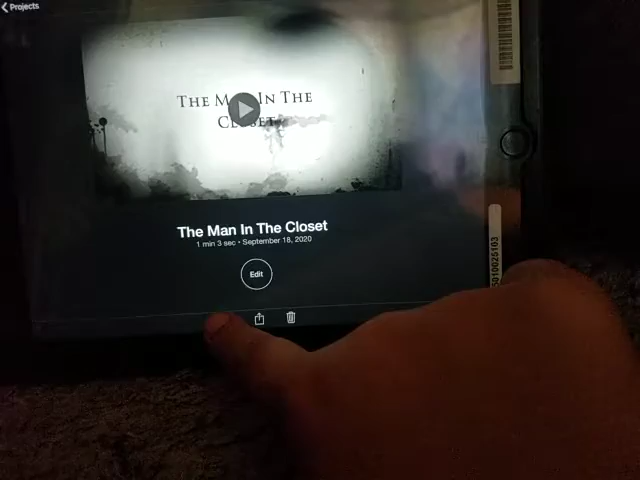 Projects
THE MAN IN THE
CLOSET
The Man In The Closet
1 min 3 sec • September 18, 2020
Edit
5010025103